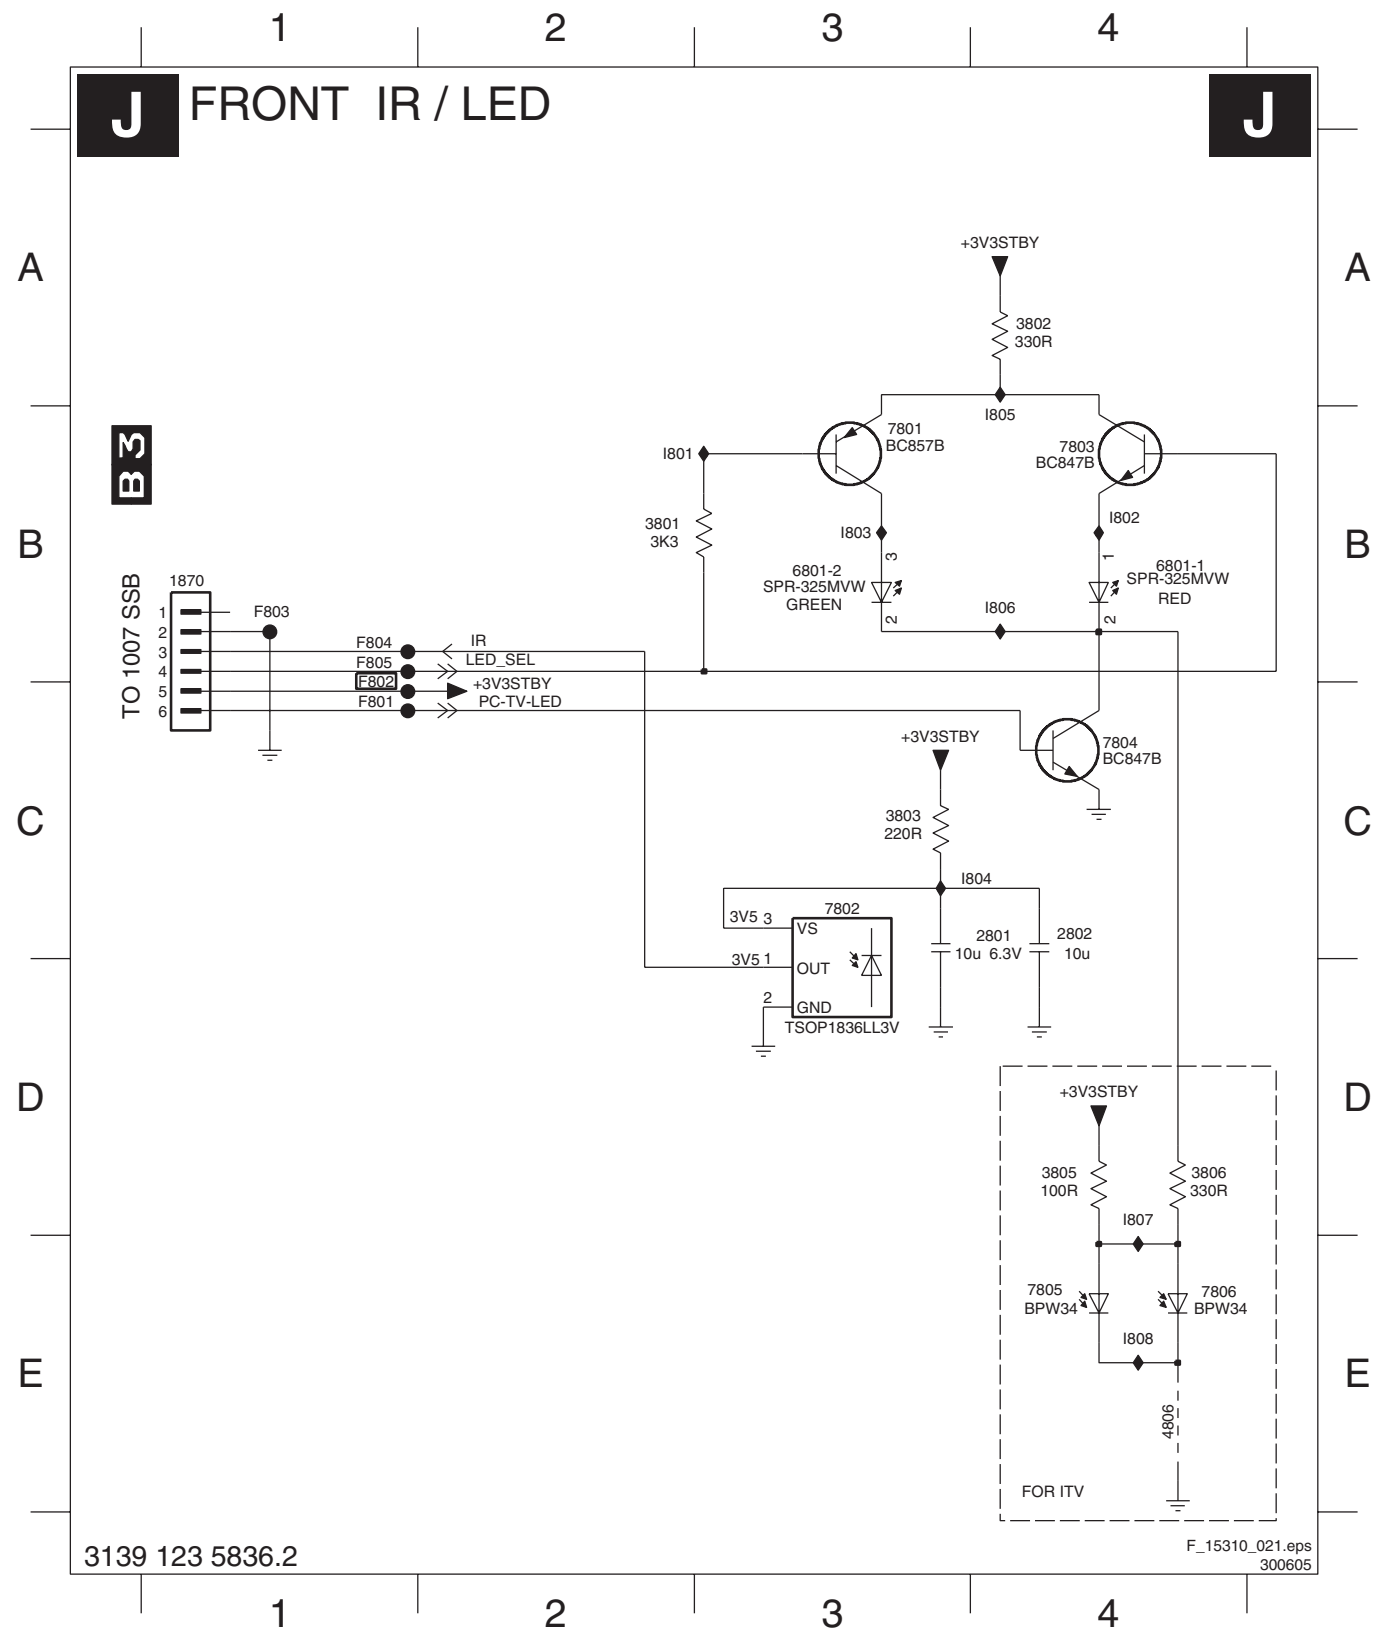 1 2 3 4
J FRONT IR / LED J
A A
+3V3STBY
3802
330R
I805
7801
BC857B
7803
BC847B
I801
B 3
3801
3K3
I803
I802
B B
3
1
6801-2
SPR-325MVW
GREEN
6801-1
SPR-325MVW
RED
2
2
I806
TO 1007 SSB
1870
1
2
3
4
5
6
F803
F804 IR
F805 LED_SEL
F802 +3V3STBY
F801 PC-TV-LED
+3V3STBY
7804
BC847B
C C
3803
220R
I804
7802
3V5 3 VS
3V5 1 OUT
2 GND
TSOP1836LL3V
2801
10u 6.3V
2802
10u
D D
+3V3STBY
3805
100R
3806
330R
I807
7805
BPW34
7806
BPW34
I808
E E
4806
FOR ITV
3139 123 5836.2
F_15310_021.eps
300605
1 2 3 4